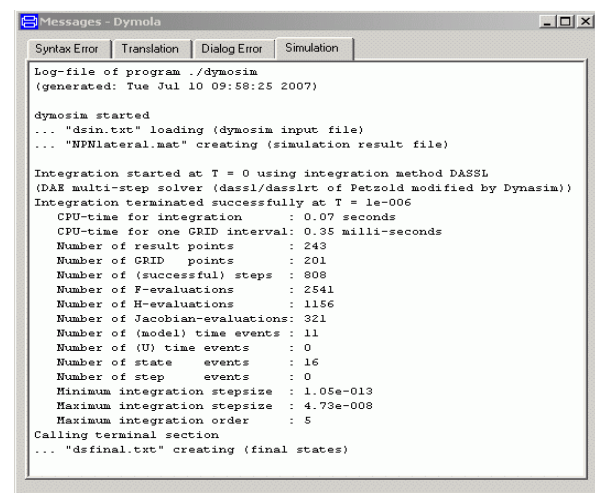 Messages - Dymola
Syntax Error Translation Dialog Error Simulation
Log-file of program ./dymosim
(generated: Tue Jul 10 09:58:25 2007)
dymosim started
... "dsin.txt" loading (dymosim input file)
... "NPNlateral.mat" creating (simulation result file)
Integration started at T = 0 using integration method DASSL
(DAE multi-step solver (dassl/dasslrt of Petzold modified by Dynasim))
Integration terminated successfully at T = 1e-006
CPU-time for integration : 0.07 seconds
CPU-time for one GRID interval: 0.35 milli-seconds
Number of result points : 243
Number of GRID points : 201
Number of (successful) steps : 808
Number of F-evaluations : 2541
Number of H-evaluations : 1156
Number of Jacobian-evaluations: 321
Number of (model) time events : 11
Number of (U) time events : 0
Number of state events : 16
Number of step events : 0
Minimum integration stepsize : 1.05e-013
Maximum integration stepsize : 4.73e-008
Maximum integration order : 5
Calling terminal section
... "dsfinal.txt" creating (final states)